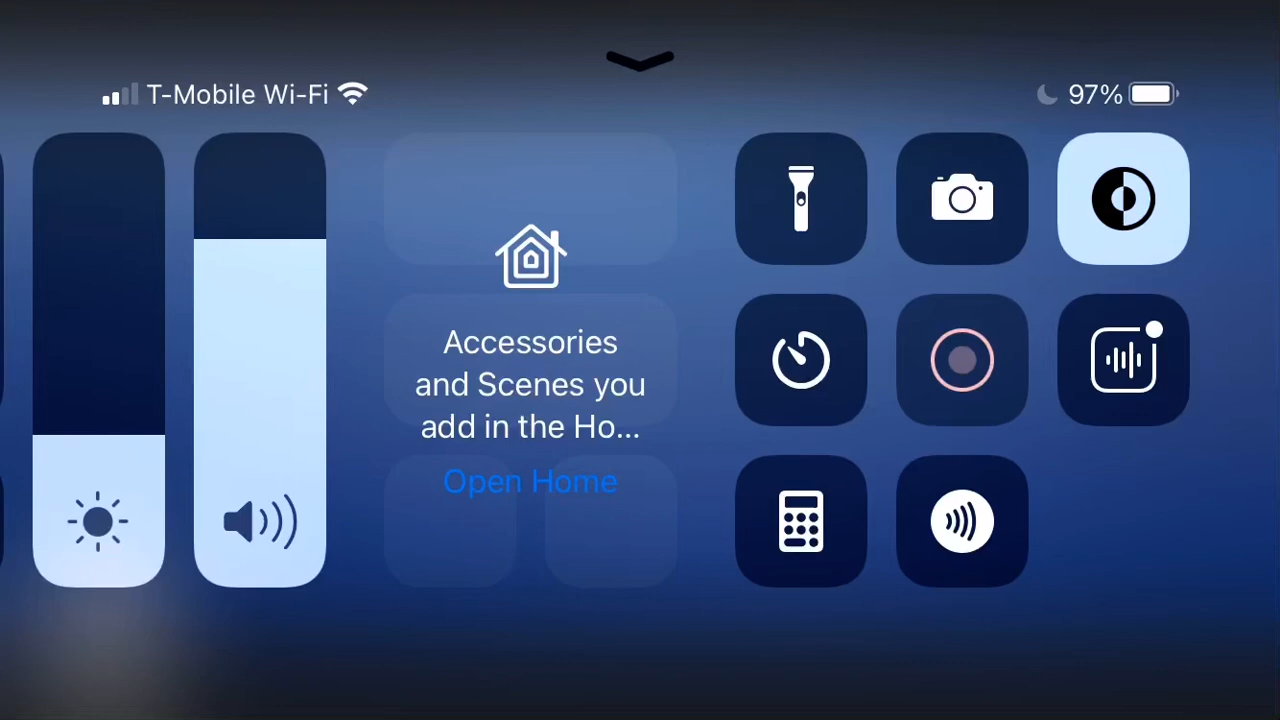 T-Mobile Wi-Fi 97%
Accessories
and Scenes you
add in the Ho...
Open Home